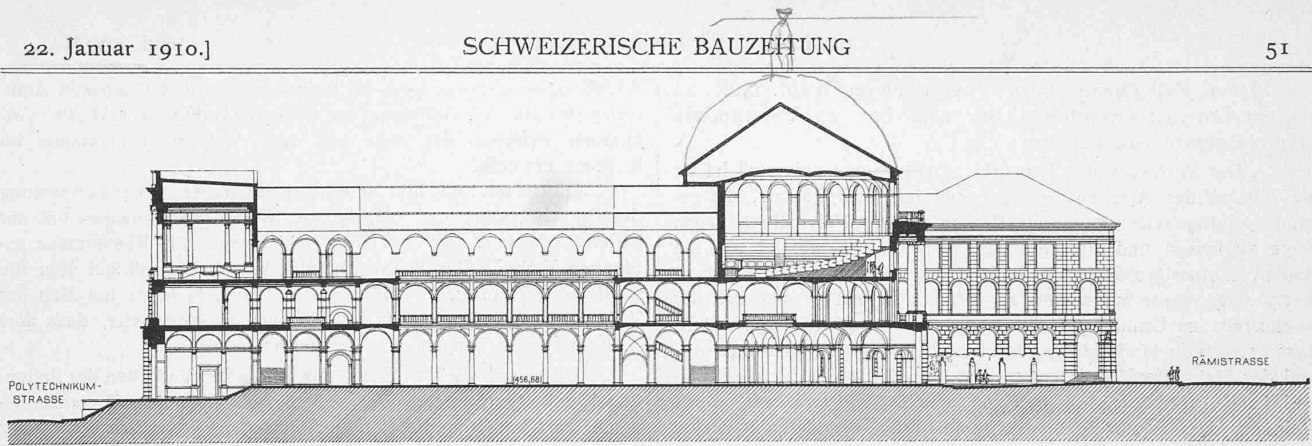 22. Januar 1910.]
SCHWEIZERISCHE BAUZEITUNG
51
POLYTECHNIKUM-
STRASSE
(456,68)
RÄMISTRASSE